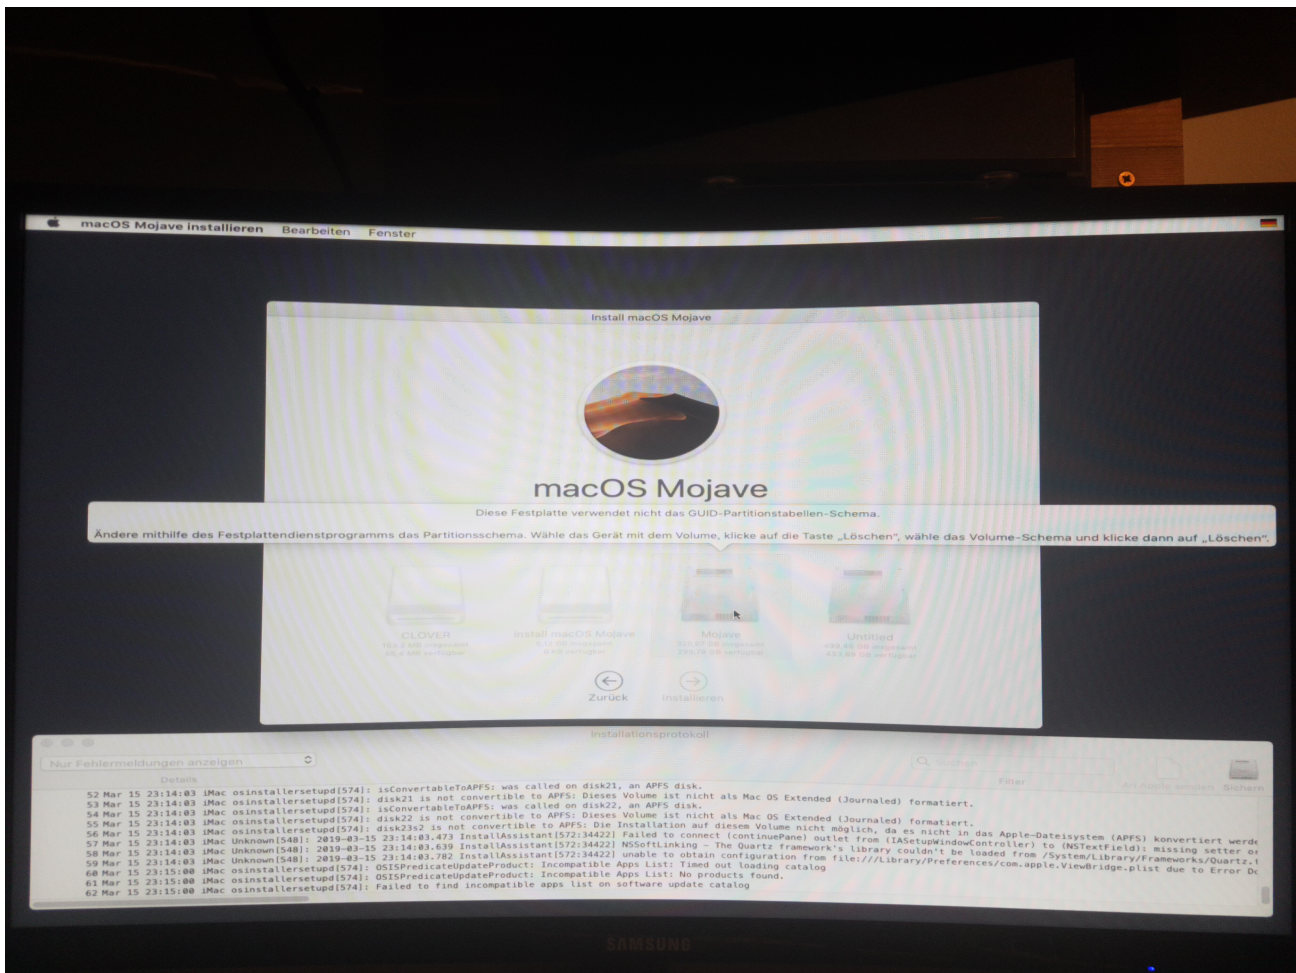 macOS Mojave installieren Bearbeiten Fenster
Install macOS Mojave
macOS Mojave
Diese Festplatte verwendet nicht das GUID-Partitionstabellen-Schema.
Ändere mithilfe des Festplattendienstprogramms das Partitionsschema. Wähle das Gerät mit dem Volume, klicke auf die Taste „Löschen“, wähle das Volume-Schema und klicke dann auf „Löschen“.
CLOVER
Install macOS Mojave
Mojave
Untitled
Zurück
Installieren
Installationsprotokoll
Nur Fehlermeldungen anzeigen
Suchen
Details
Filter
Sichern
52 Mar 15 23:14:03 iMac osinstallersetupd[574]: isConvertableToAPFS: was called on disk21, an APFS disk.
53 Mar 15 23:14:03 iMac osinstallersetupd[574]: disk21 is not convertible to APFS: Dieses Volume ist nicht als Mac OS Extended (Journaled) formatiert.
54 Mar 15 23:14:03 iMac osinstallersetupd[574]: isConvertableToAPFS: was called on disk22, an APFS disk.
55 Mar 15 23:14:03 iMac osinstallersetupd[574]: disk22 is not convertible to APFS: Dieses Volume ist nicht als Mac OS Extended (Journaled) formatiert.
56 Mar 15 23:14:03 iMac osinstallersetupd[574]: disk23s2 is not convertible to APFS: Die Installation auf diesem Volume nicht möglich, da es nicht in das Apple-Dateisystem (APFS) konvertiert werde
57 Mar 15 23:14:03 iMac Unknown[548]: 2019-03-15 23:14:03.473 InstallAssistant[572:34422] Failed to connect (continuePane) outlet from (IASetupWindowController) to (NSTextField): missing setter or
58 Mar 15 23:14:03 iMac Unknown[548]: 2019-03-15 23:14:03.639 InstallAssistant[572:34422] NSSoftLinking - The Quartz framework's library couldn't be loaded from /System/Library/Frameworks/Quartz.f
59 Mar 15 23:14:03 iMac Unknown[548]: 2019-03-15 23:14:03.782 InstallAssistant[572:34422] unable to obtain configuration from file:///Library/Preferences/com.apple.ViewBridge.plist due to Error Do
60 Mar 15 23:15:00 iMac osinstallersetupd[574]: OSISPredicateUpdateProduct: Incompatible Apps List: Timed out loading catalog
61 Mar 15 23:15:00 iMac osinstallersetupd[574]: OSISPredicateUpdateProduct: Incompatible Apps List: No products found.
62 Mar 15 23:15:00 iMac osinstallersetupd[574]: Failed to find incompatible apps list on software update catalog
SAMSUNG